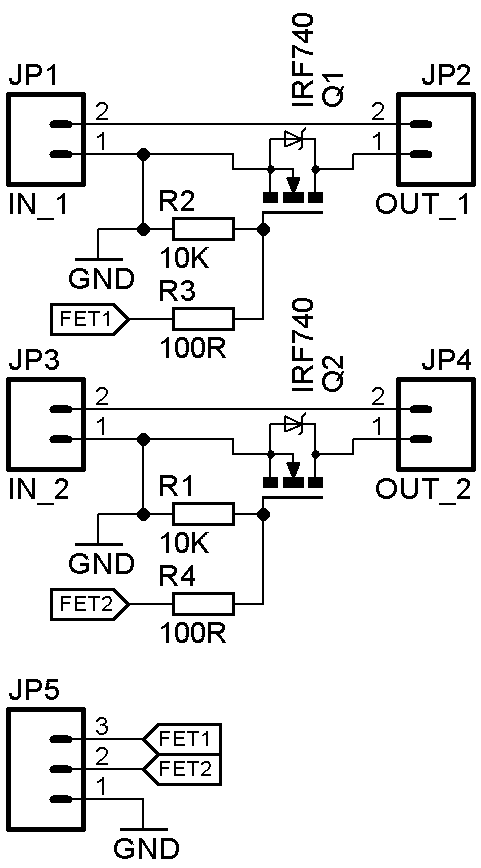 IRF740
Q1
JP1
JP2
2
2
1
1
IN_1
OUT_1
R2
10K
GND
R3
FET1
100R
IRF740
Q2
JP3
JP4
2
2
1
1
IN_2
OUT_2
R1
10K
GND
R4
FET2
100R
JP5
3
FET1
2
FET2
1
GND